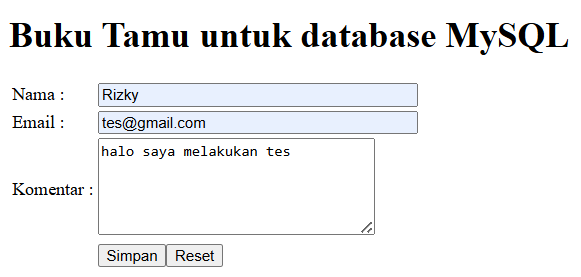 Buku Tamu untuk database MySQL
Nama : Rizky
Email : tes@gmail.com
Komentar : halo saya melakukan tes
Simpan Reset